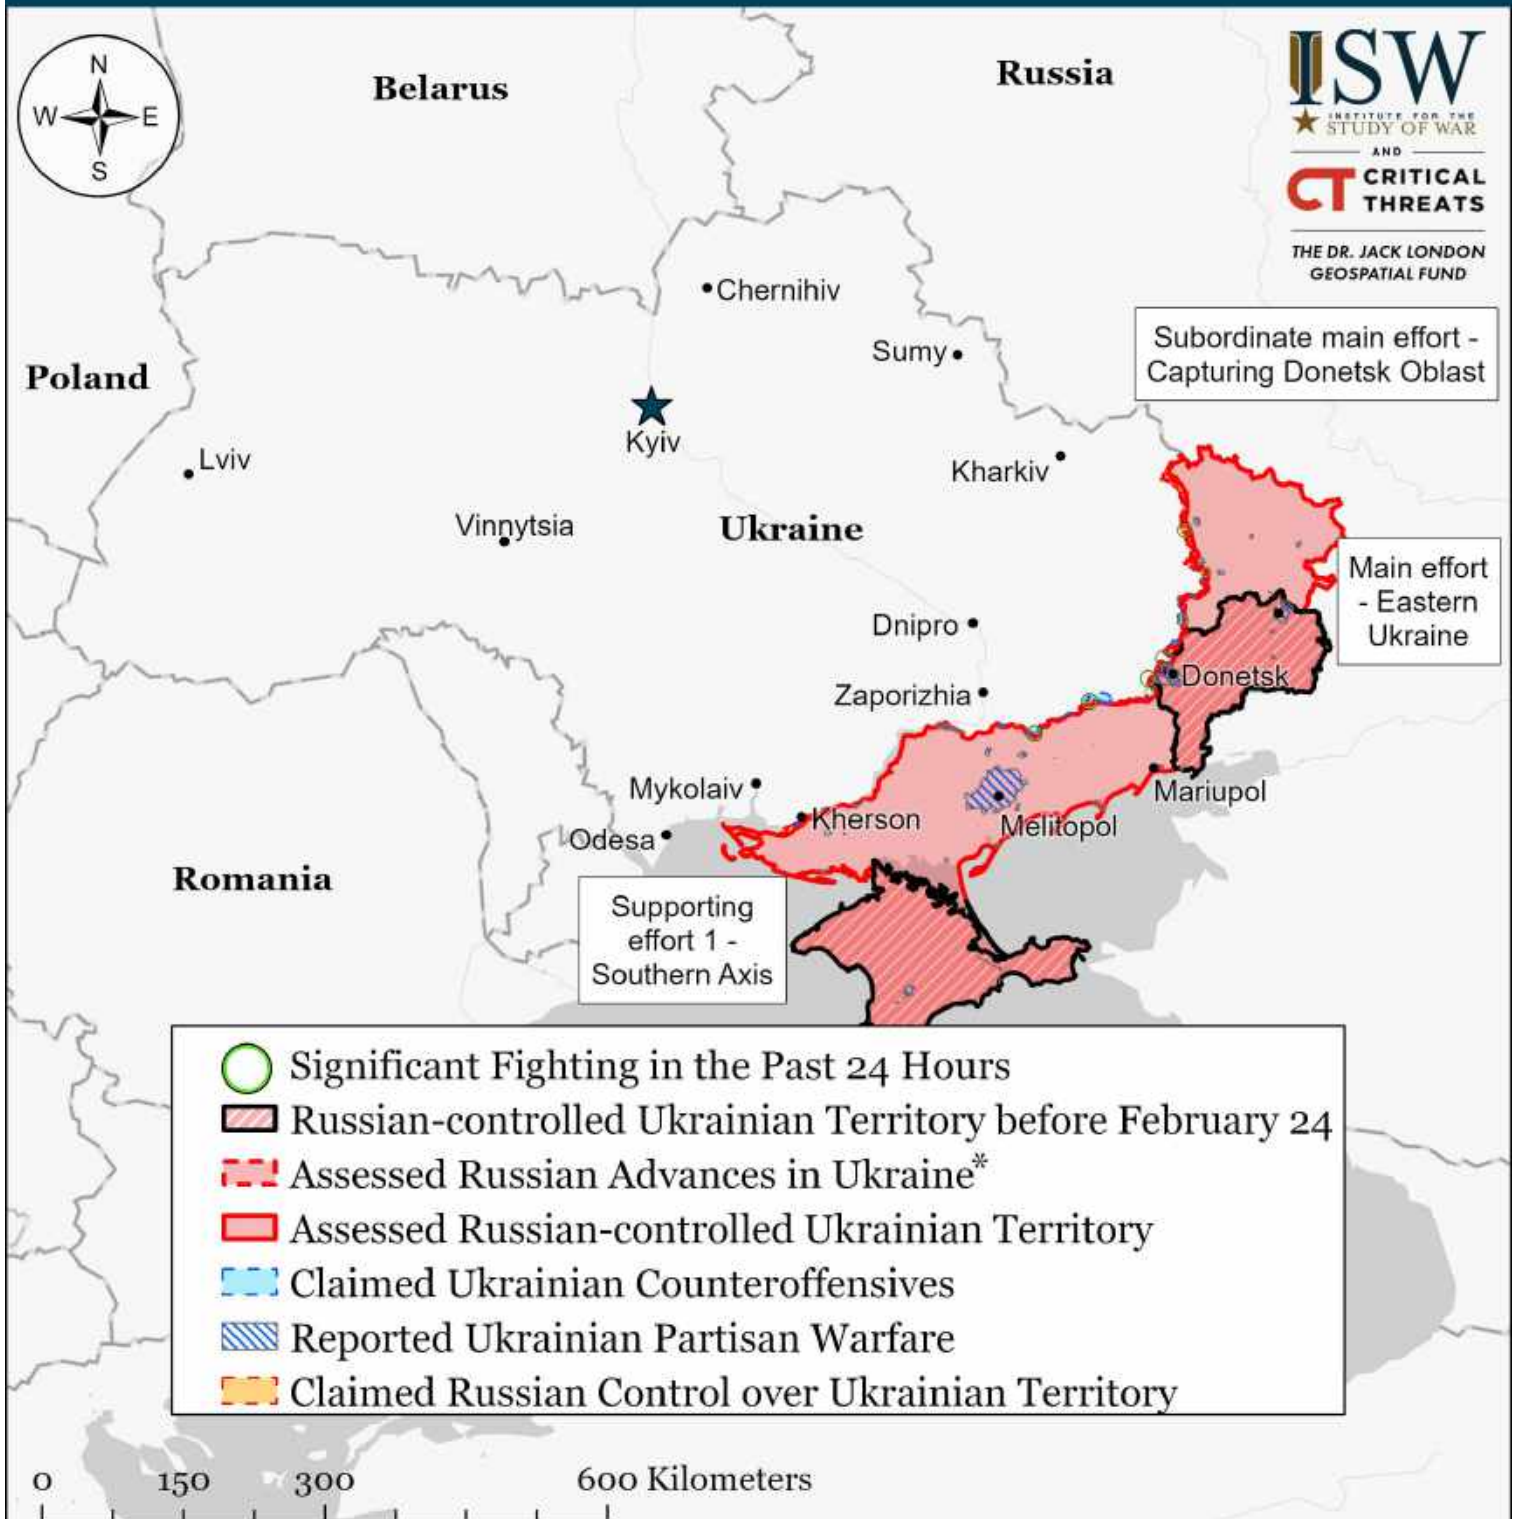 N
W
E
S
Belarus
Russia
ISW
INSTITUTE FOR THE
STUDY OF WAR
AND
CT CRITICAL
THREATS
THE DR. JACK LONDON
GEOSPATIAL FUND
Chernihiv
Sumy
Subordinate main effort -
Capturing Donetsk Oblast
Poland
Kyiv
Lviv
Kharkiv
Vinnytsia
Ukraine
Main effort
- Eastern
Ukraine
Dnipro
Donetsk
Zaporizhia
Mykolaiv
Mariupol
Kherson
Melitopol
Odesa
Romania
Supporting
effort 1 -
Southern Axis
Significant Fighting in the Past 24 Hours
Russian-controlled Ukrainian Territory before February 24
Assessed Russian Advances in Ukraine*
Assessed Russian-controlled Ukrainian Territory
Claimed Ukrainian Counteroffensives
Reported Ukrainian Partisan Warfare
Claimed Russian Control over Ukrainian Territory
0 150 300 600 Kilometers